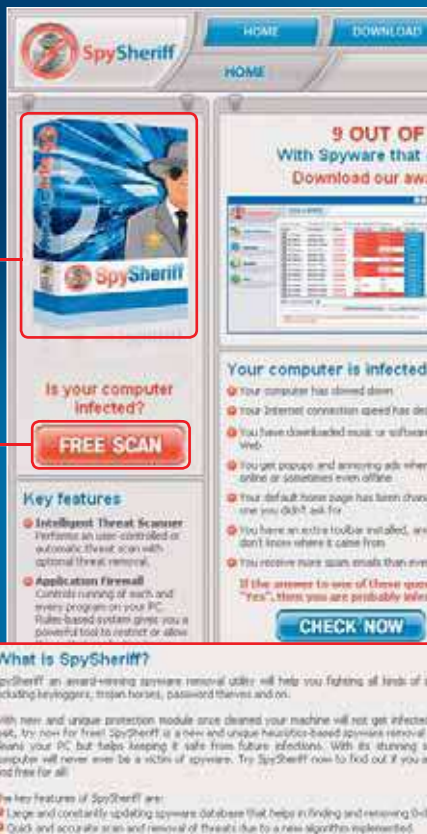 SpySheriff
HOME
DOWNLOAD
HOME
SpySheriff
Is your computer
infected?
FREE SCAN
Key features
Intelligent Threat Scanner
Performs an user-controlled or
automatic threat scan with
optional threat removal.
Application Firewall
Controls running of each and
every program on your PC.
Rules-based system gives you a
powerful tool to restrict or allow
9 OUT OF
With Spyware that
Download our awa
Your computer is infected
Your computer has slowed down
Your Internet connection speed has dec
You have downloaded music or software
Web
You get popups and annoying ads when
online or sometimes even offline
Your default home page has been chan
one you didn't ask for
You have an extra toolbar installed, an
don't know where it came from
You receive more spam emails than eve
If the answer to one of these que
"Yes", then you are probably infe
CHECK NOW
What is SpySheriff?
pySheriff an award-winning spyware removal utility will help you fighting all kinds of
cluding keyloggers, trojan horses, password thieves and on.
ith new and unique protection module once cleaned your machine will not get infected
ait, try now for free! SpySheriff is a new and unique heuristics-based spyware removal
leans your PC but helps keeping it safe from future infections. With its stunning
omputer will never ever be a victim of spyware. Try SpySheriff now to find out if you a
nd free for all!
he key features of SpySheriff are:
Large and constantly updating spyware database that helps in finding and removing
Quick and accurate scan and removal of threats due to a new algorithm implemented.